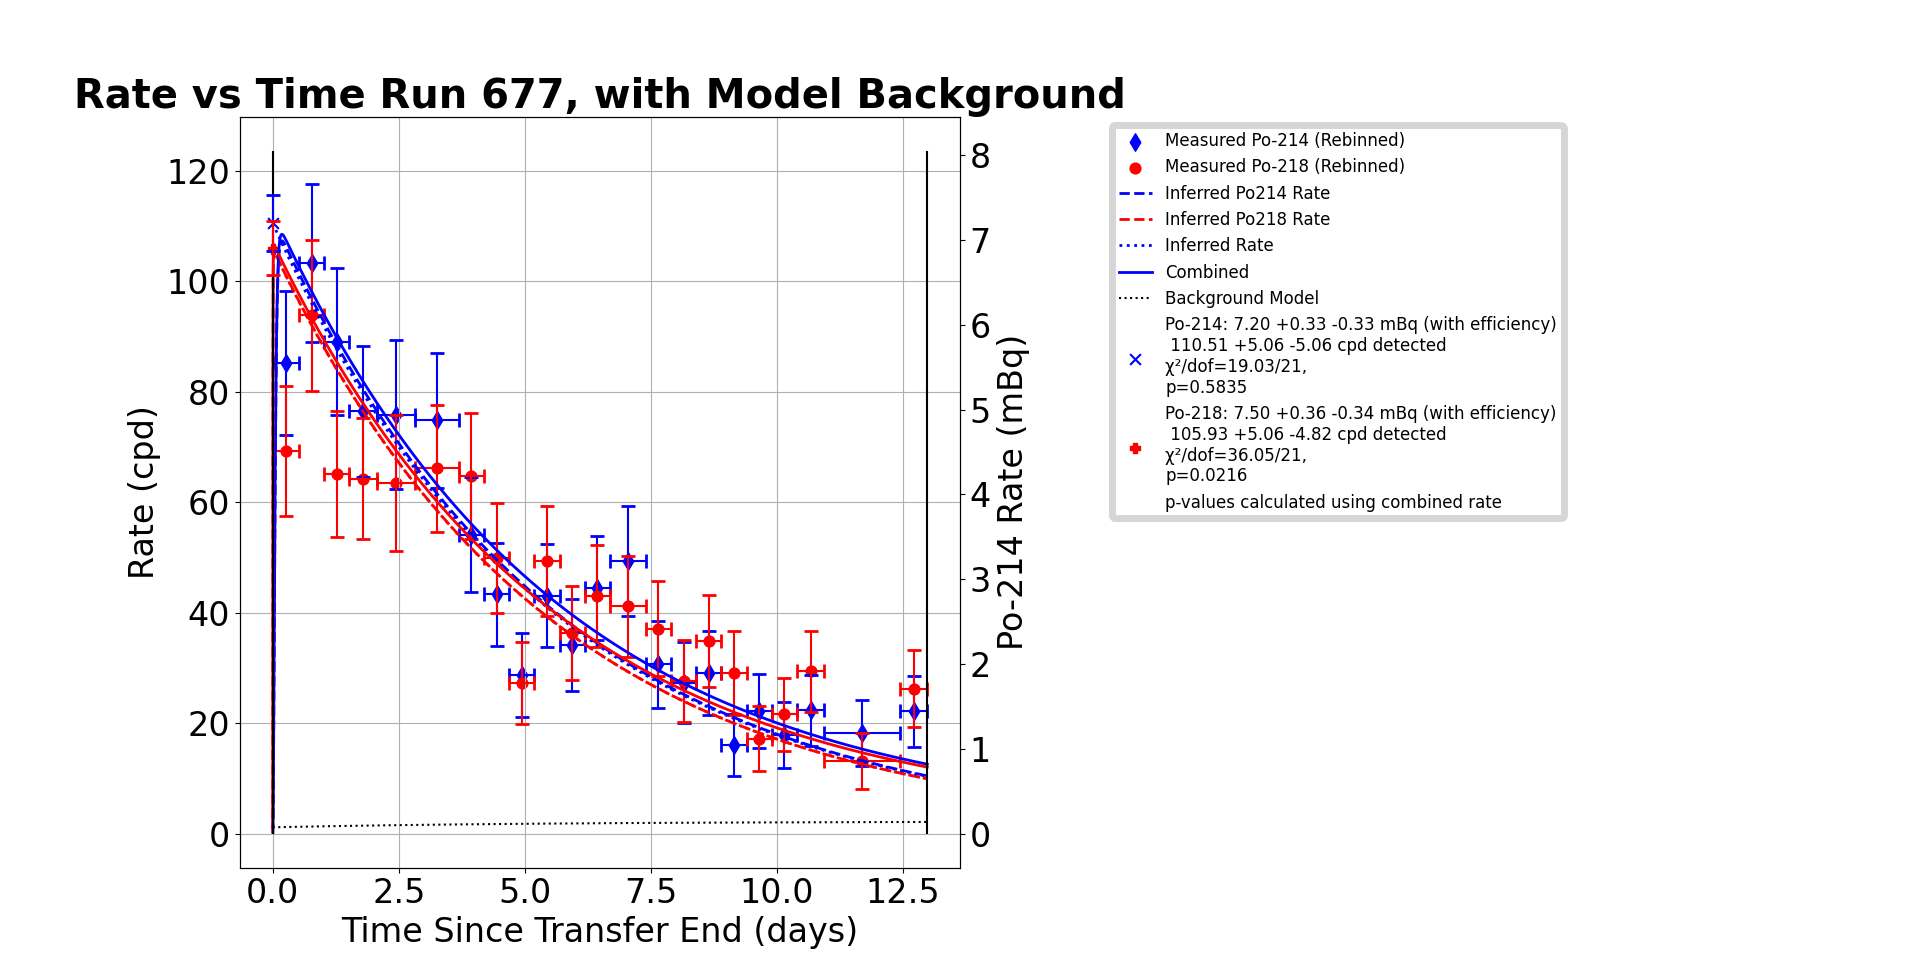 Rate vs Time Run 677, with Model Background
120
100
80
60
40
20
0
Rate (cpd)
8
7
6
5
4
3
2
1
0
Po-214 Rate (mBq)
0.0 2.5 5.0 7.5 10.0 12.5
Time Since Transfer End (days)
Measured Po-214 (Rebinned)
Measured Po-218 (Rebinned)
Inferred Po214 Rate
Inferred Po218 Rate
Inferred Rate
Combined
Background Model
Po-214: 7.20 +0.33 -0.33 mBq (with efficiency)
110.51 +5.06 -5.06 cpd detected
χ²/dof=19.03/21,
p=0.5835
Po-218: 7.50 +0.36 -0.34 mBq (with efficiency)
105.93 +5.06 -4.82 cpd detected
χ²/dof=36.05/21,
p=0.0216
p-values calculated using combined rate